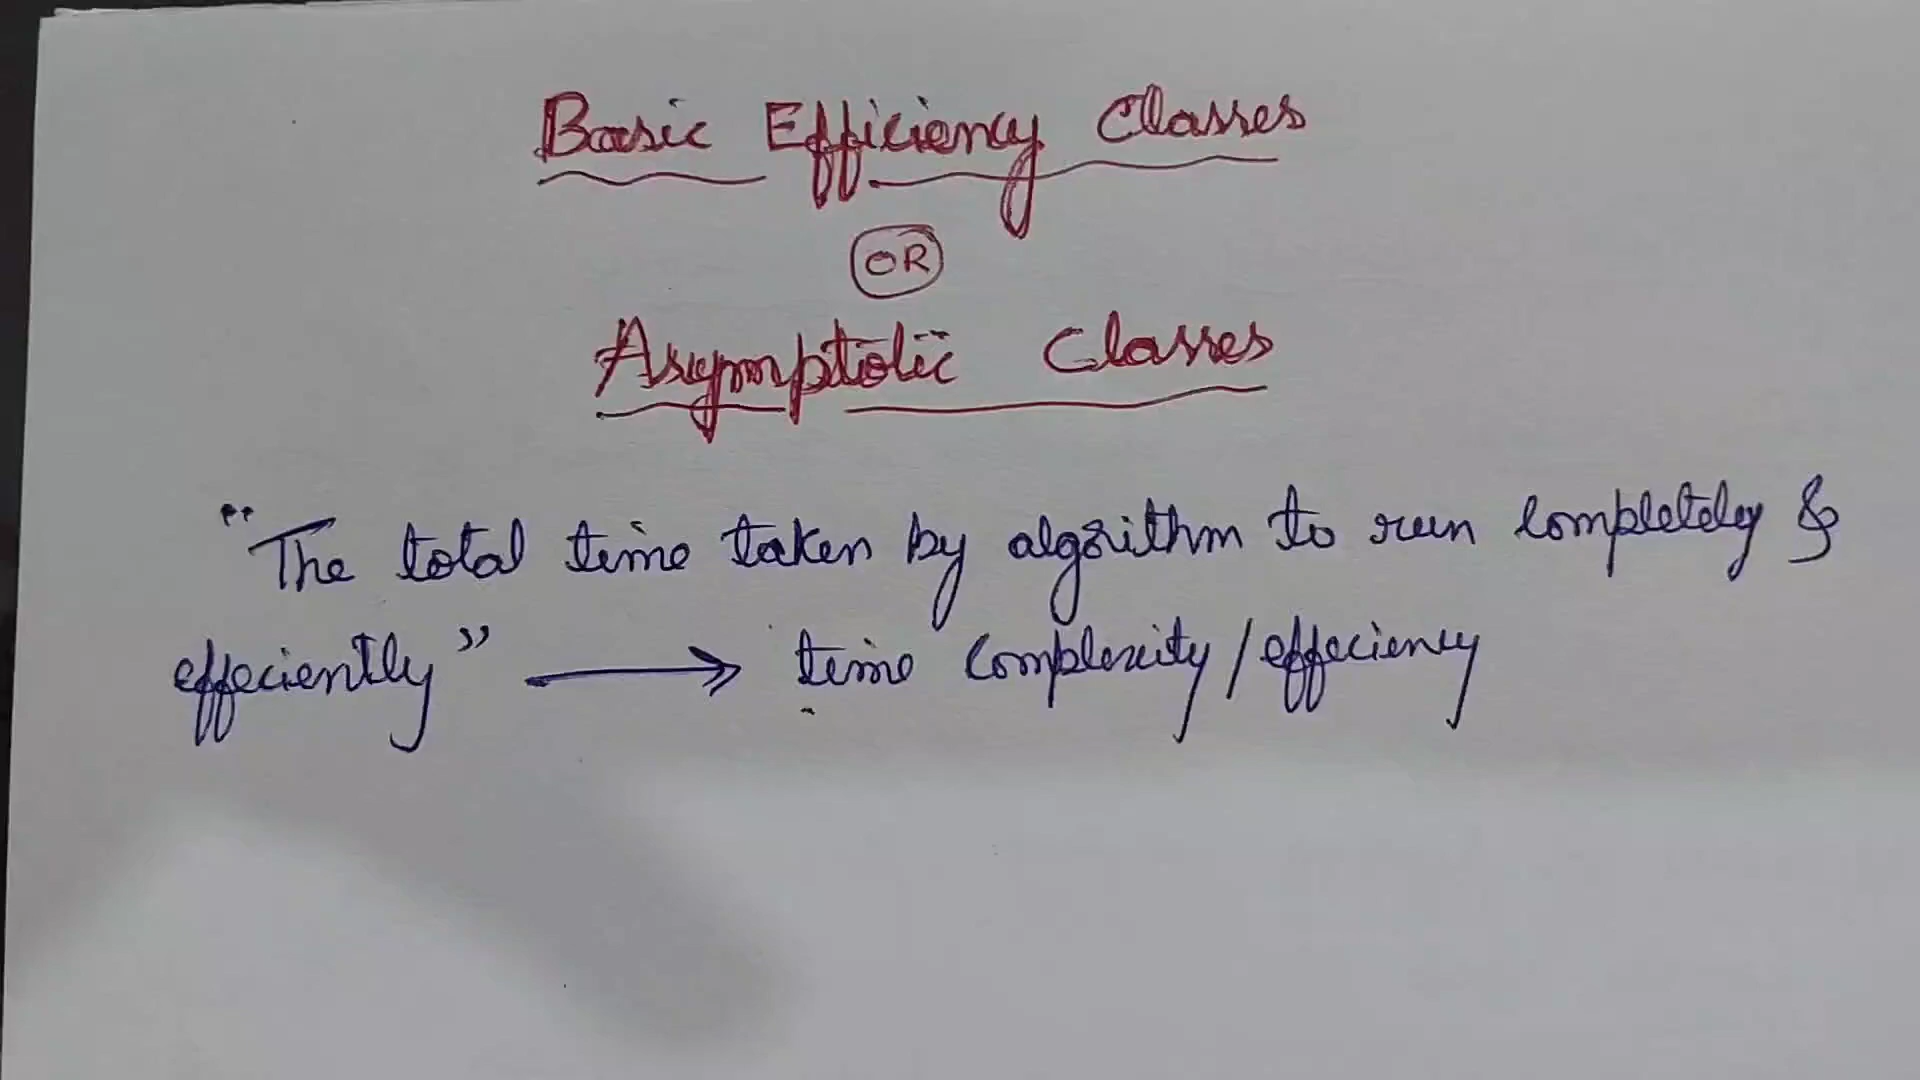 Basic Efficiency Classes
OR
Asymptotic Classes
"The total time taken by algorithm to run completely &
effeciently" → time complexity/effeciency